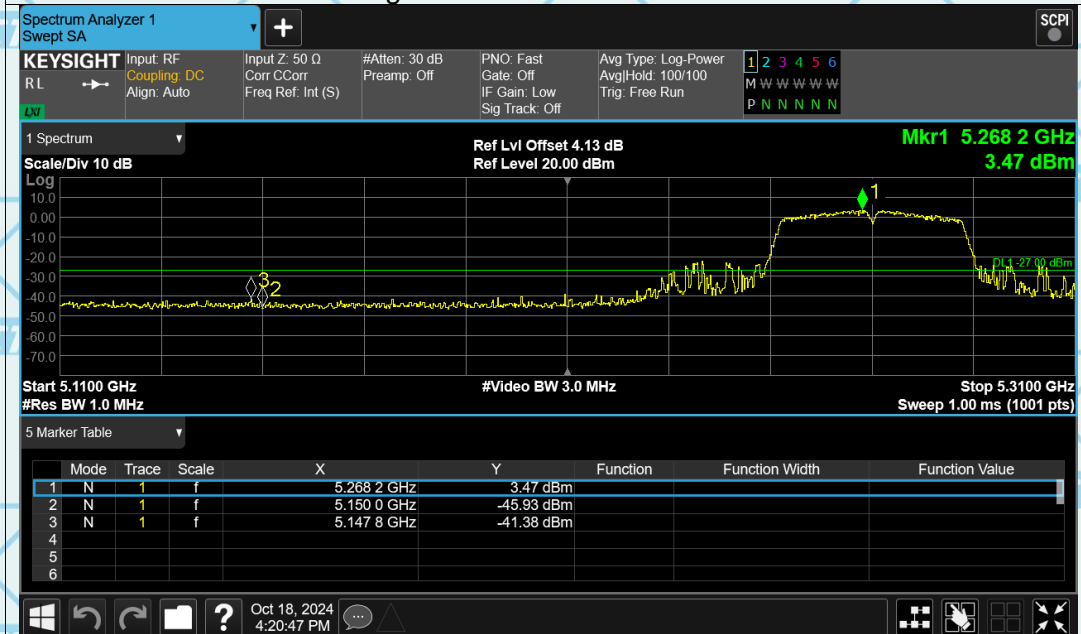 Spectrum Analyzer 1
Swept SA
+
SCPI
KEYSIGHT
RL
LXI
Input: RF
Coupling: DC
Align: Auto
Input Z: 50 Ω
Corr CCorr
Freq Ref: Int (S)
#Atten: 30 dB
Preamp: Off
PNO: Fast
Gate: Off
IF Gain: Low
Sig Track: Off
Avg Type: Log-Power
Avg|Hold: 100/100
Trig: Free Run
1 2 3 4 5 6
M W W W W W
P N N N N N
1 Spectrum
Scale/Div 10 dB
Ref Lvl Offset 4.13 dB
Ref Level 20.00 dBm
Mkr1 5.268 2 GHz
3.47 dBm
Log
10.0
0.00
-10.0
-20.0
-30.0
-40.0
-50.0
-60.0
-70.0
1
3
2
DL1 -27.00 dBm
Start 5.1100 GHz
#Res BW 1.0 MHz
#Video BW 3.0 MHz
Stop 5.3100 GHz
Sweep 1.00 ms (1001 pts)
5 Marker Table
Mode Trace Scale X Y Function Function Width Function Value
1 N 1 f 5.268 2 GHz 3.47 dBm
2 N 1 f 5.150 0 GHz -45.93 dBm
3 N 1 f 5.147 8 GHz -41.38 dBm
4
5
6
?
Oct 18, 2024
4:20:47 PM